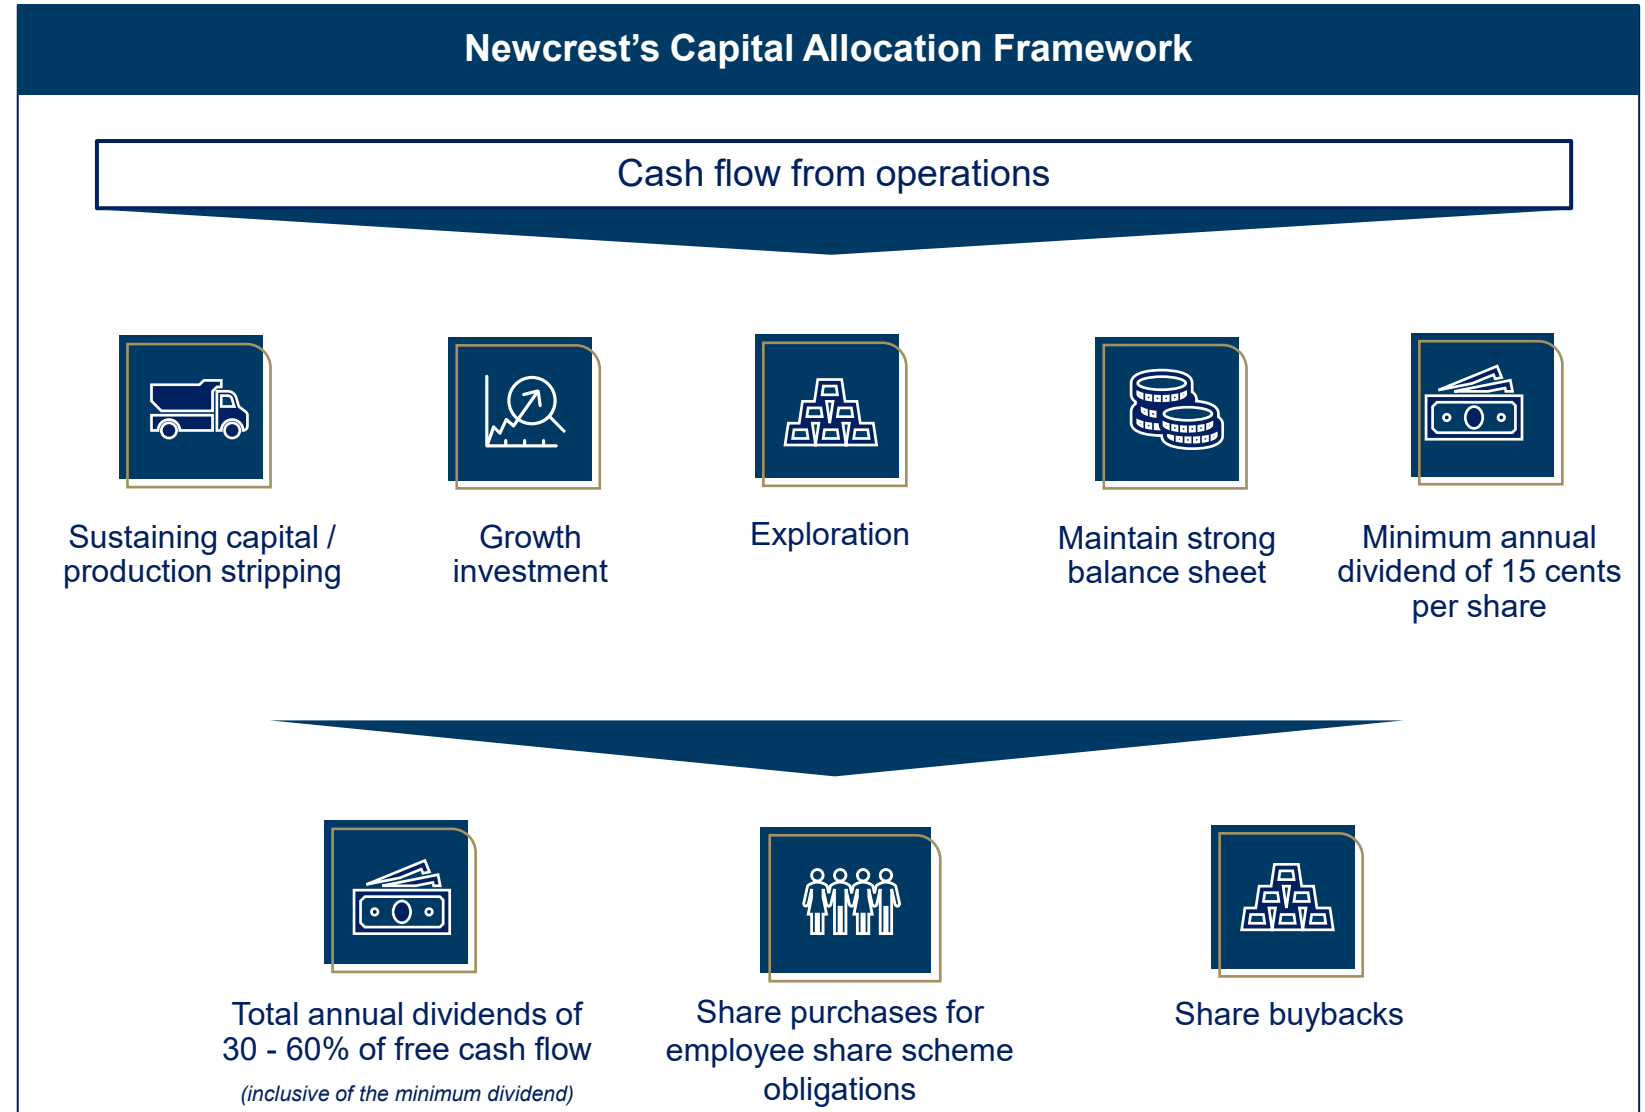 Newcrest’s Capital Allocation Framework
Cash flow from operations
Sustaining capital /
production stripping
Growth
investment
Exploration
Maintain strong
balance sheet
Minimum annual
dividend of 15 cents
per share
Total annual dividends of
30 - 60% of free cash flow
(inclusive of the minimum dividend)
Share purchases for
employee share scheme
obligations
Share buybacks